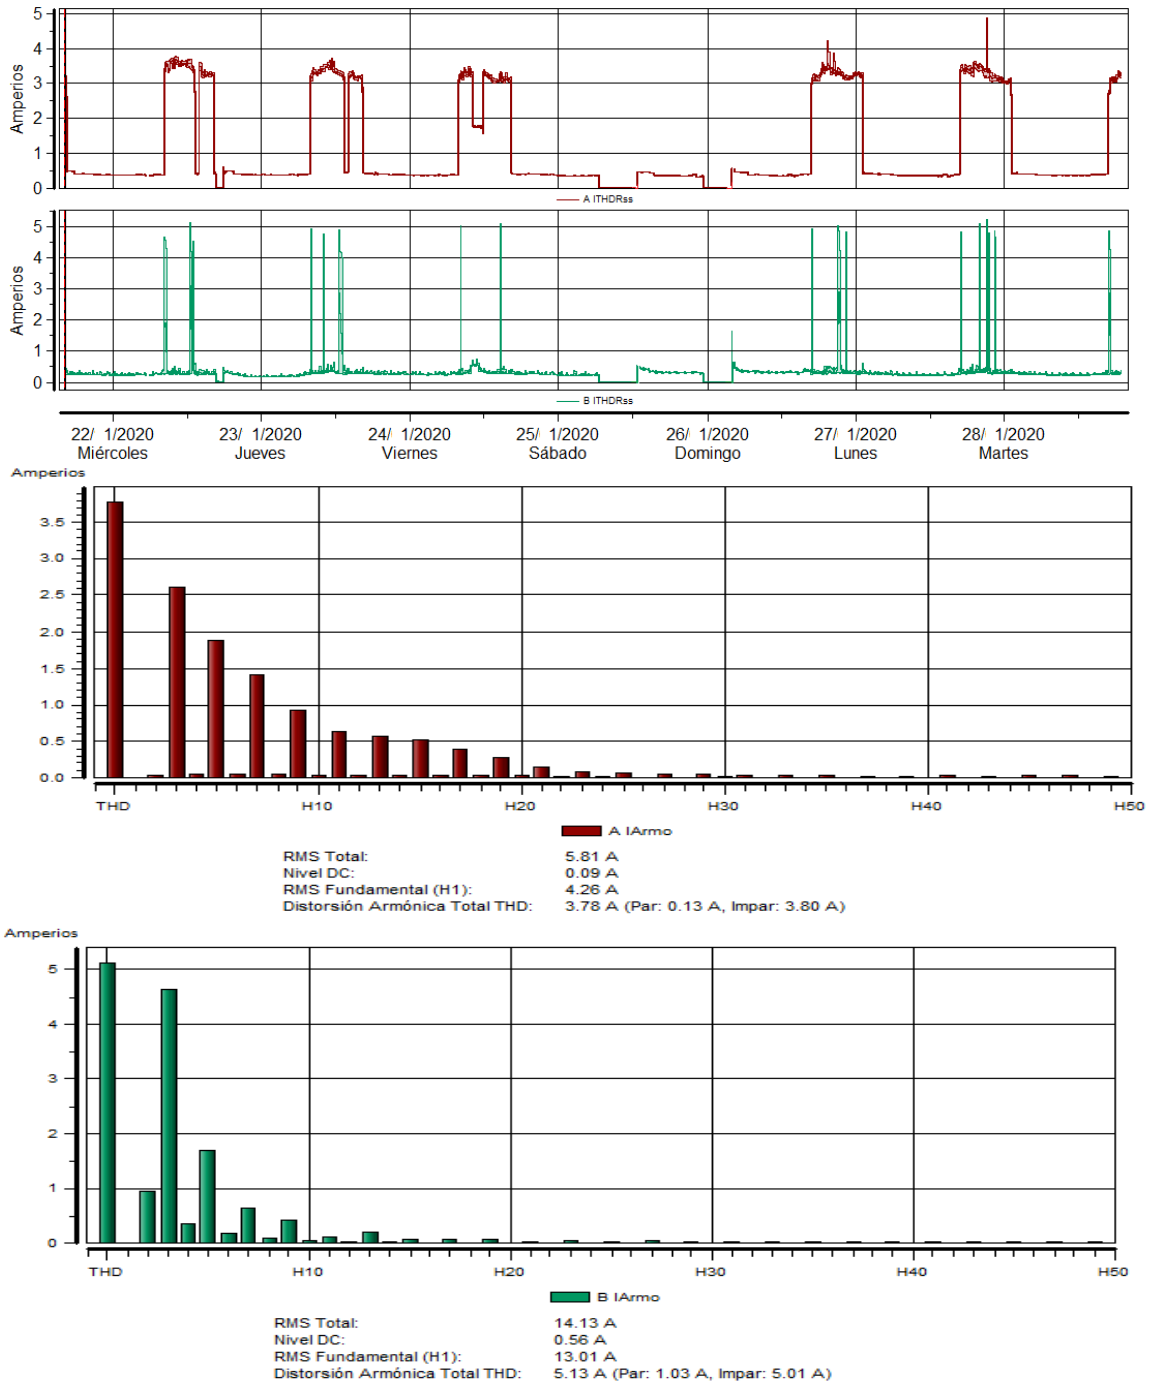 5
4
3
2
1
0
Amperios
A ITHDRss
5
4
3
2
1
0
Amperios
B ITHDRss
22/ 1/2020 23/ 1/2020 24/ 1/2020 25/ 1/2020 26/ 1/2020 27/ 1/2020 28/ 1/2020
Miércoles Jueves Viernes Sábado Domingo Lunes Martes
Amperios
3.5
3.0
2.5
2.0
1.5
1.0
0.5
0.0
THD H10 H20 H30 H40 H50
A IArmo
RMS Total: 5.81 A
Nivel DC: 0.09 A
RMS Fundamental (H1): 4.26 A
Distorsión Armónica Total THD: 3.78 A (Par: 0.13 A, Impar: 3.80 A)
Amperios
5
4
3
2
1
0
THD H10 H20 H30 H40 H50
B IArmo
RMS Total: 14.13 A
Nivel DC: 0.56 A
RMS Fundamental (H1): 13.01 A
Distorsión Armónica Total THD: 5.13 A (Par: 1.03 A, Impar: 5.01 A)